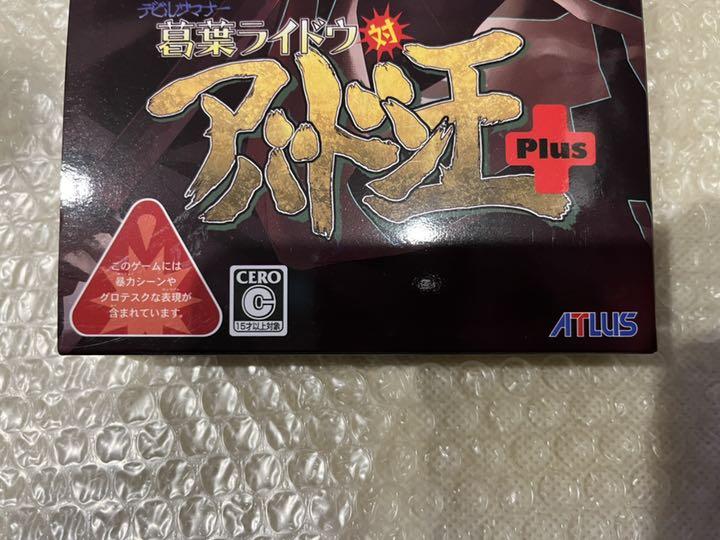 デビルサマナー
葛葉ライドウ対
アバドン王
Plus
このゲームには
暴力シーンや
グロテスクな表現が
含まれています。
CERO
C
15才以上対象
ATLUS